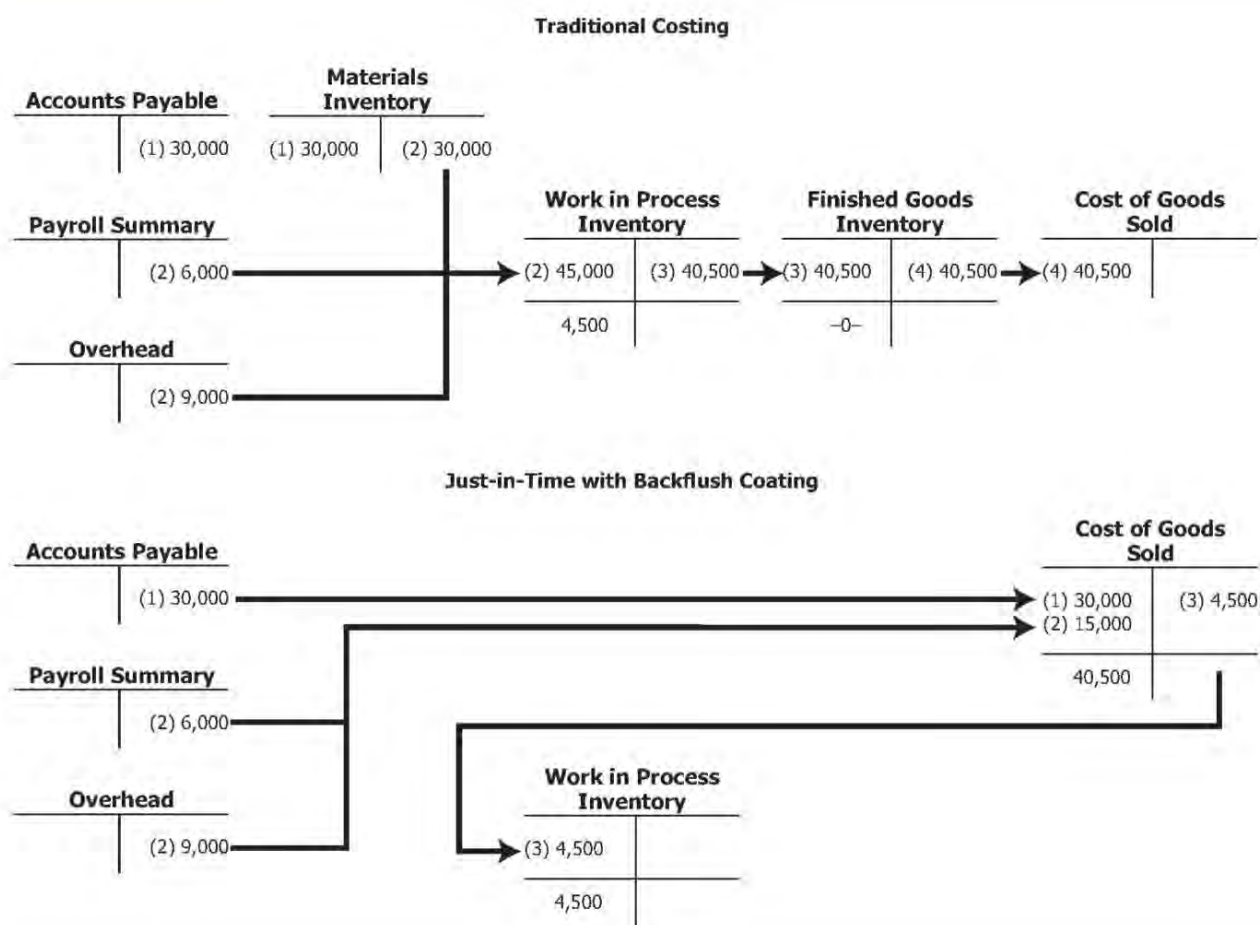 Traditional Costing
Materials
Accounts Payable Inventory
(1) 30,000 (1) 30,000 (2) 30,000
Work in Process Finished Goods Cost of Goods
Payroll Summary Inventory Inventory Sold
(2) 6,000 (2) 45,000 (3) 40,500 (3) 40,500 (4) 40,500 (4) 40,500
4,500 –0–
Overhead
(2) 9,000
Just-in-Time with Backflush Coating
Cost of Goods
Accounts Payable Sold
(1) 30,000 (1) 30,000 (3) 4,500
(2) 15,000
Payroll Summary 40,500
(2) 6,000
Work in Process
Overhead Inventory
(2) 9,000 (3) 4,500
4,500